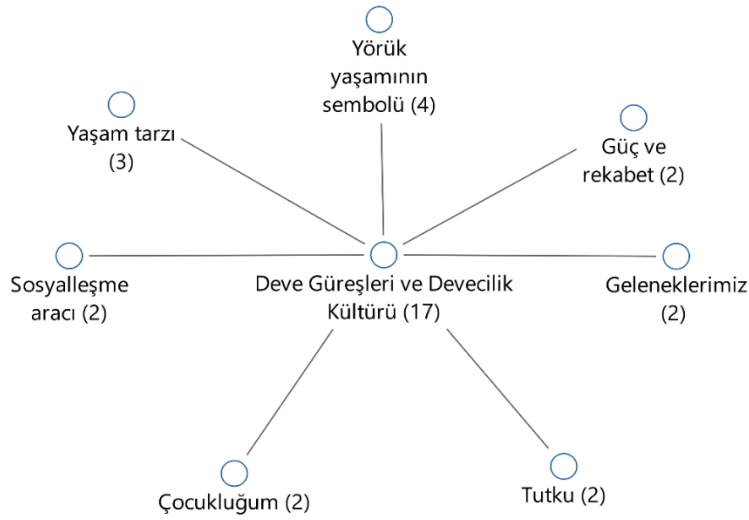 Yörük
yaşamının
sembolü (4)
Yaşam tarzı
(3)
Güç ve
rekabet (2)
Sosyalleşme
aracı (2)
Deve Güreşleri ve Devecilik
Kültürü (17)
Geleneklerimiz
(2)
Çocukluğum (2)
Tutku (2)